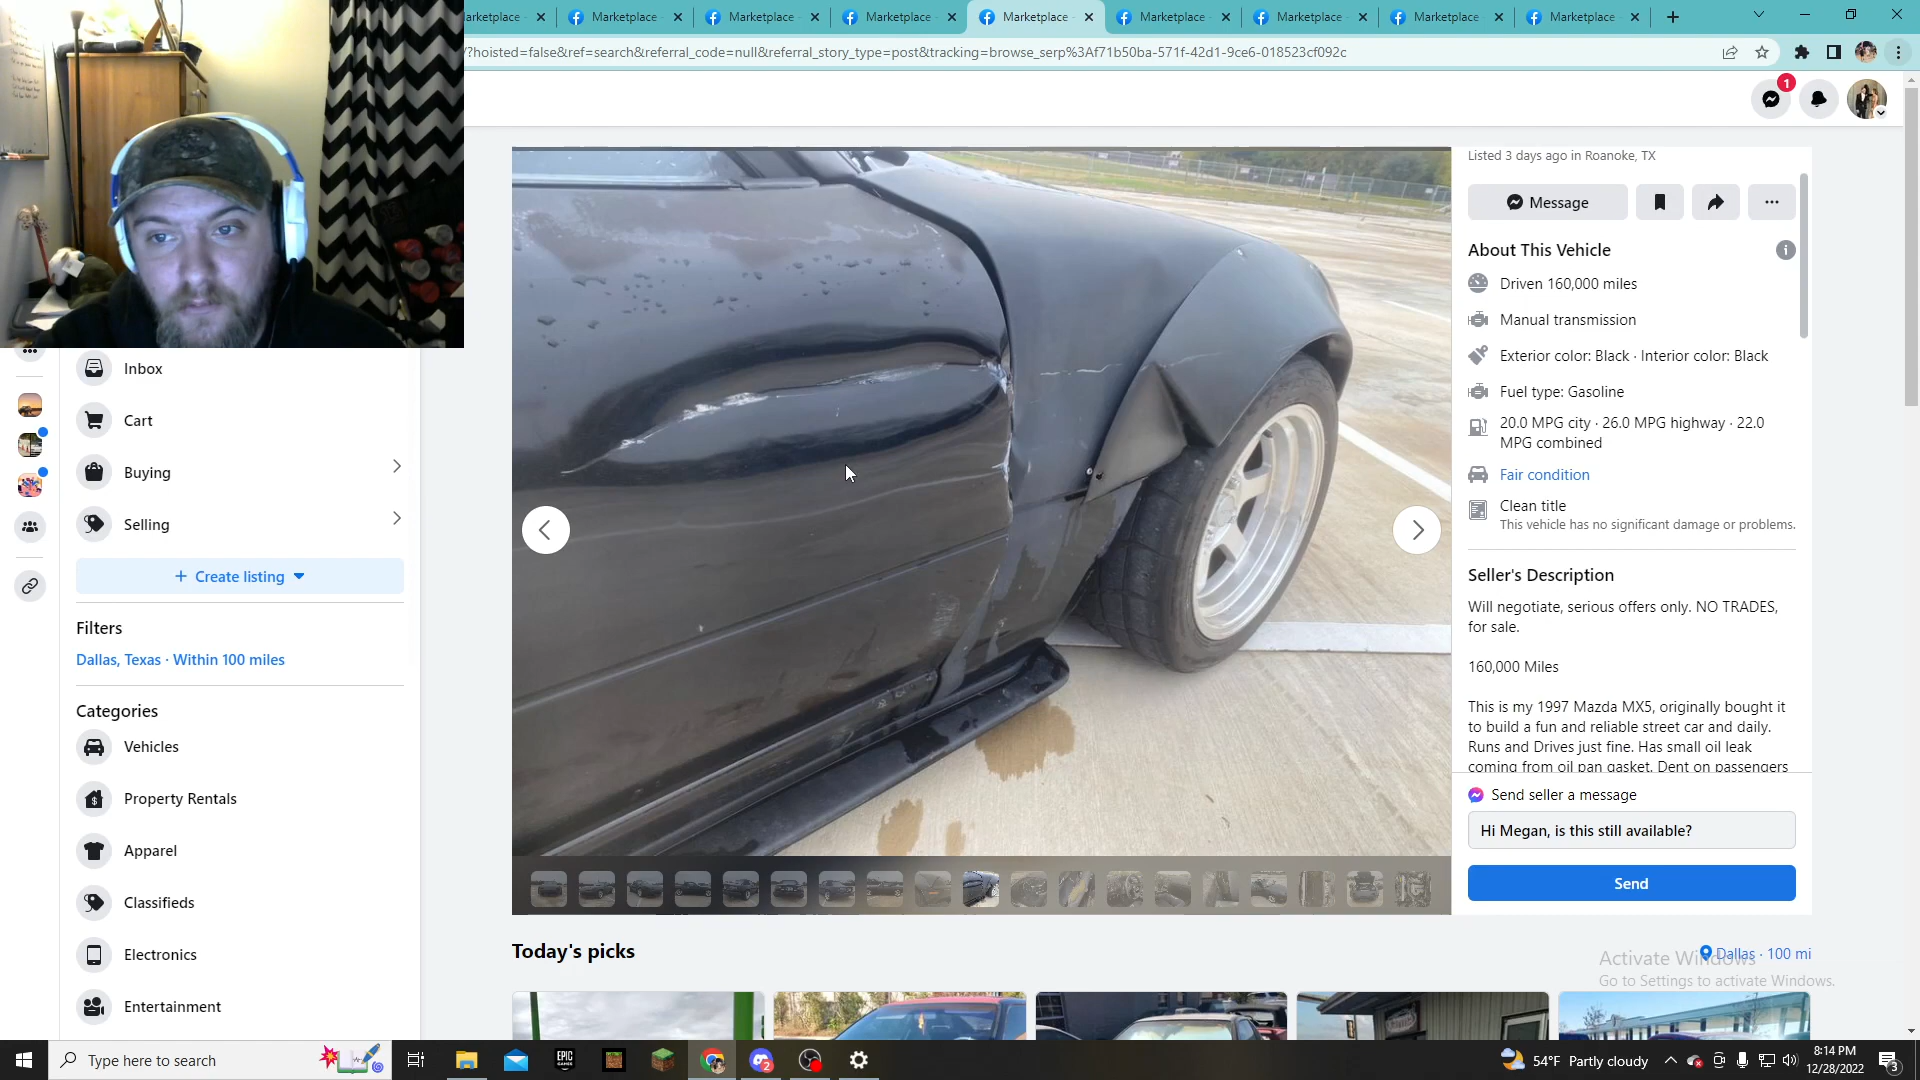 arketplace
Marketplace
Marketplace
Marketplace
Marketplace
Marketplace
Marketplace
Marketplace
Marketplace
/?hoisted=false&ref=search&referral_code=null&referral_story_type=post&tracking=browse_serp%3Af71b50ba-571f-42d1-9ce6-018523cf092c
1
Listed 3 days ago in Roanoke, TX
Message
About This Vehicle
Driven 160,000 miles
Manual transmission
Exterior color: Black · Interior color: Black
Fuel type: Gasoline
20.0 MPG city · 26.0 MPG highway · 22.0
MPG combined
Fair condition
Clean title
This vehicle has no significant damage or problems.
Seller's Description
Will negotiate, serious offers only. NO TRADES,
for sale.
160,000 Miles
This is my 1997 Mazda MX5, originally bought it
to build a fun and reliable street car and daily.
Runs and Drives just fine. Has small oil leak
coming from oil pan gasket. Dent on passengers
Send seller a message
Hi Megan, is this still available?
Send
Inbox
Cart
Buying
Selling
+ Create listing
Filters
Dallas, Texas · Within 100 miles
Categories
Vehicles
Property Rentals
Apparel
Classifieds
Electronics
Entertainment
Today's picks
Dallas · 100 mi
Activate Windows
Go to Settings to activate Windows.
Type here to search
EPIC
GAMES
2
54°F Partly cloudy
8:14 PM
12/28/2022
3